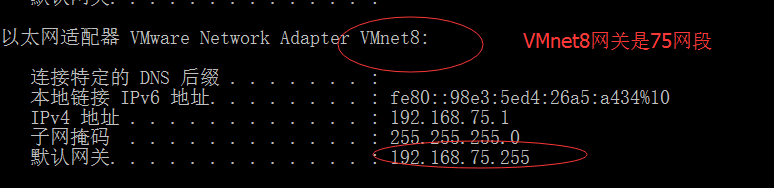 以太网适配器 VMware Network Adapter VMnet8:
VMnet8网关是75网段
连接特定的 DNS 后缀 . . . . . . . :
本地链接 IPv6 地址. . . . . . . . : fe80::98e3:5ed4:26a5:a434%10
IPv4 地址 . . . . . . . . . . . . : 192.168.75.1
子网掩码 . . . . . . . . . . . . : 255.255.255.0
默认网关. . . . . . . . . . . . . : 192.168.75.255